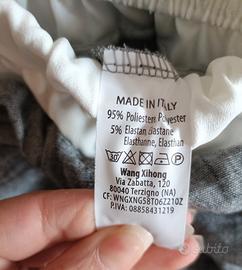 MADE IN ITALY
95% Poliestere Polyester
5% Elastan Elastane
Elasthanne, Elasthan
Wang Xihong
Via Zabatta, 120
80040 Terzigno (NA)
CF: WNGXNG58T06Z210Z
P.IVA: 08858431219
subito